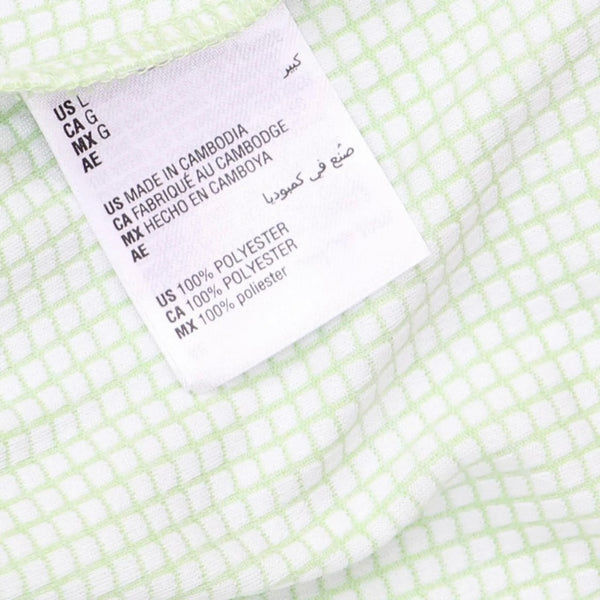 US L
CA G
MX G
AE كبير
US MADE IN CAMBODIA
CA FABRIQUÉ AU CAMBODGE
MX HECHO EN CAMBOYA
AE صُنع في كمبوديا
US 100% POLYESTER
CA 100% POLYESTER
MX 100% poliester